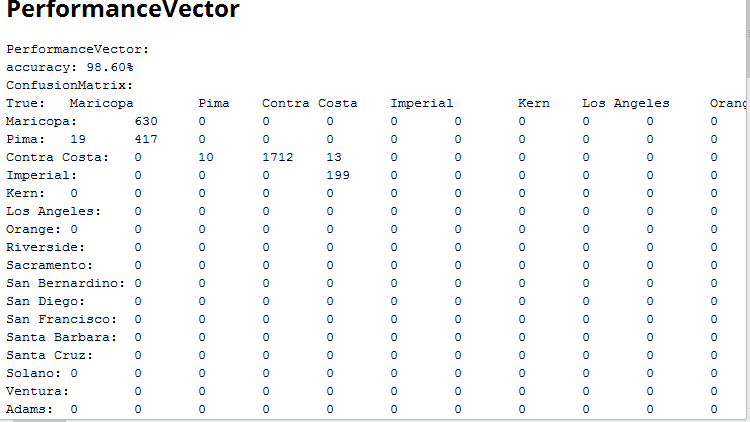 PerformanceVector
PerformanceVector:
accuracy: 98.60%
ConfusionMatrix:
True: Maricopa Pima Contra Costa Imperial Kern Los Angeles Orang
Maricopa: 630 0 0 0 0 0 0 0 0 0
Pima: 19 417 0 0 0 0 0 0 0 0 0
Contra Costa: 0 10 1712 13 0 0 0 0 0 0
Imperial: 0 0 0 199 0 0 0 0 0 0
Kern: 0 0 0 0 0 0 0 0 0 0 0
Los Angeles: 0 0 0 0 0 0 0 0 0 0
Orange: 0 0 0 0 0 0 0 0 0 0 0
Riverside: 0 0 0 0 0 0 0 0 0 0
Sacramento: 0 0 0 0 0 0 0 0 0 0
San Bernardino: 0 0 0 0 0 0 0 0 0 0
San Diego: 0 0 0 0 0 0 0 0 0 0
San Francisco: 0 0 0 0 0 0 0 0 0 0
Santa Barbara: 0 0 0 0 0 0 0 0 0 0
Santa Cruz: 0 0 0 0 0 0 0 0 0 0
Solano: 0 0 0 0 0 0 0 0 0 0 0
Ventura: 0 0 0 0 0 0 0 0 0 0
Adams: 0 0 0 0 0 0 0 0 0 0 0